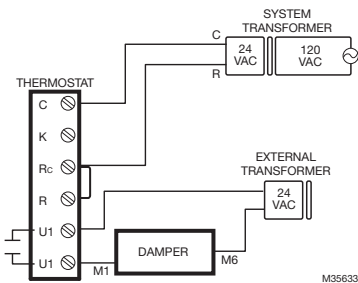 SYSTEM
TRANSFORMER
C
24
VAC
120
VAC
R
THERMOSTAT
C
K
RC
R
U1
U1
EXTERNAL
TRANSFORMER
24
VAC
DAMPER
M1
M6
M35633